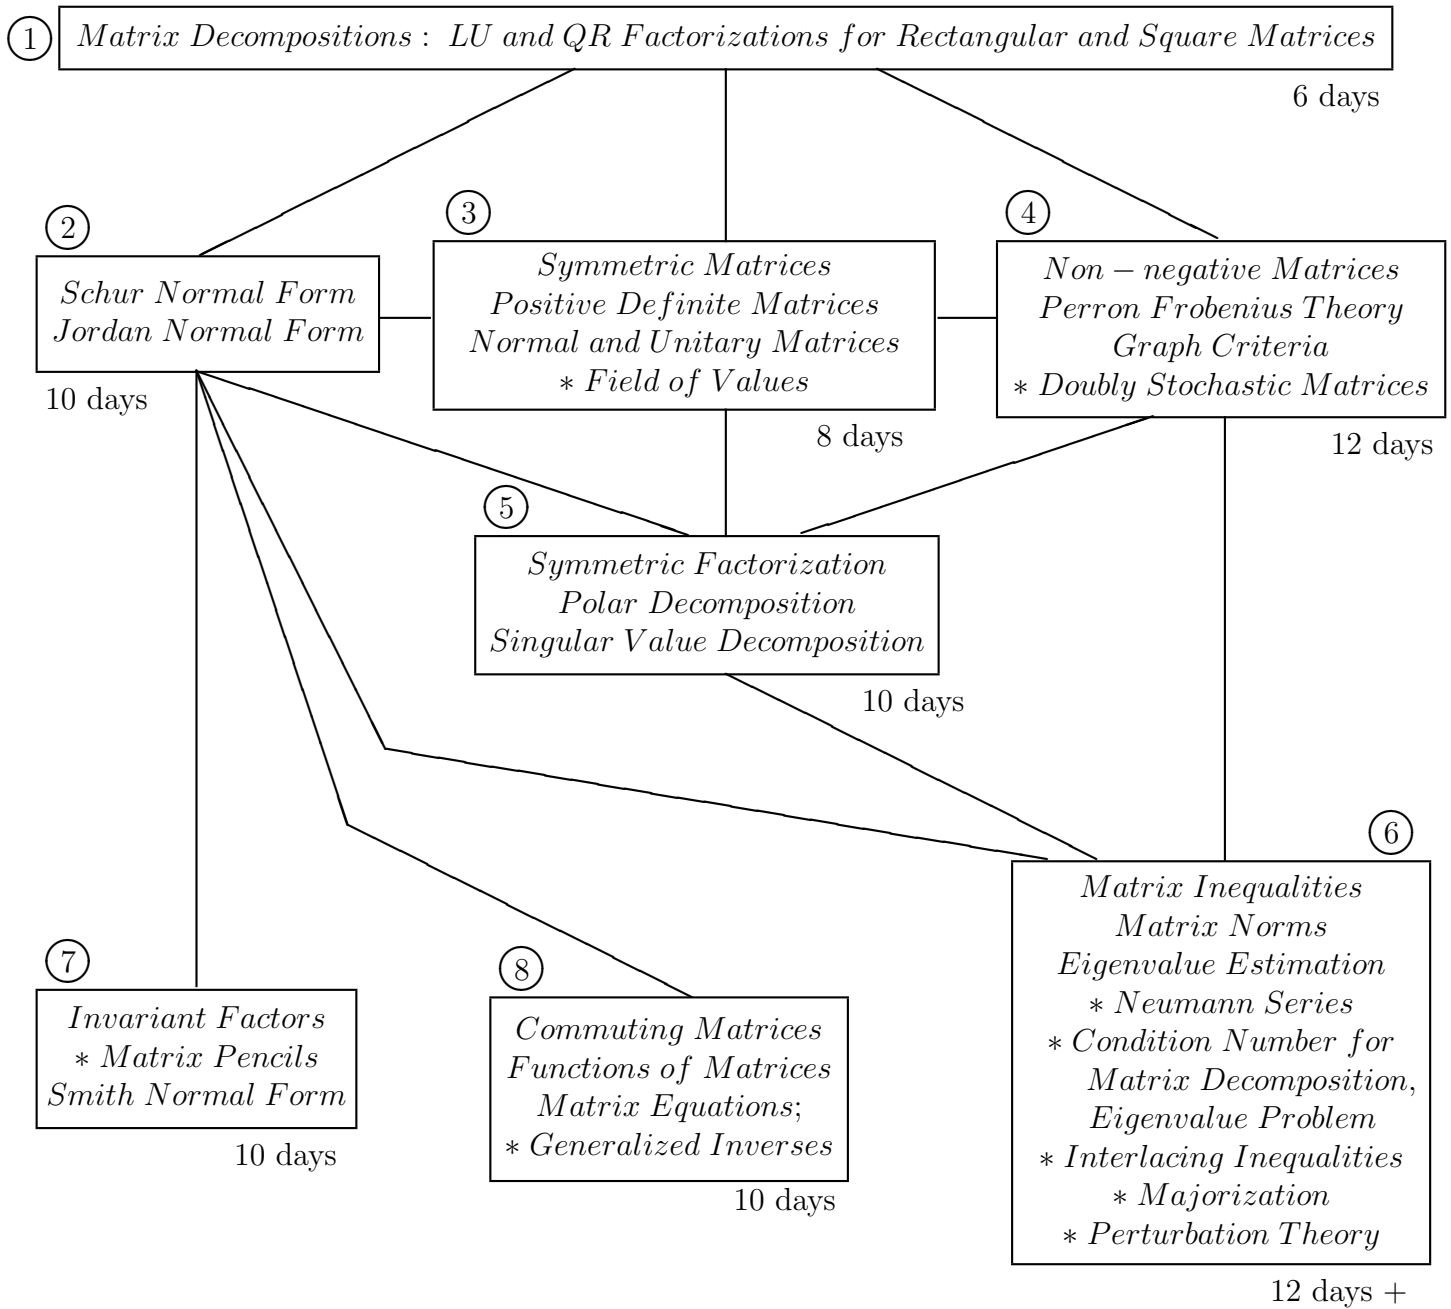 1 Matrix Decompositions : LU and QR Factorizations for Rectangular and Square Matrices
6 days
2
Schur Normal Form
Jordan Normal Form
10 days
3
Symmetric Matrices
Positive Definite Matrices
Normal and Unitary Matrices
* Field of Values
8 days
4
Non – negative Matrices
Perron Frobenius Theory
Graph Criteria
* Doubly Stochastic Matrices
12 days
5
Symmetric Factorization
Polar Decomposition
Singular Value Decomposition
10 days
6
Matrix Inequalities
Matrix Norms
Eigenvalue Estimation
* Neumann Series
* Condition Number for
Matrix Decomposition,
Eigenvalue Problem
* Interlacing Inequalities
* Majorization
* Perturbation Theory
12 days +
7
Invariant Factors
* Matrix Pencils
Smith Normal Form
10 days
8
Commuting Matrices
Functions of Matrices
Matrix Equations;
* Generalized Inverses
10 days